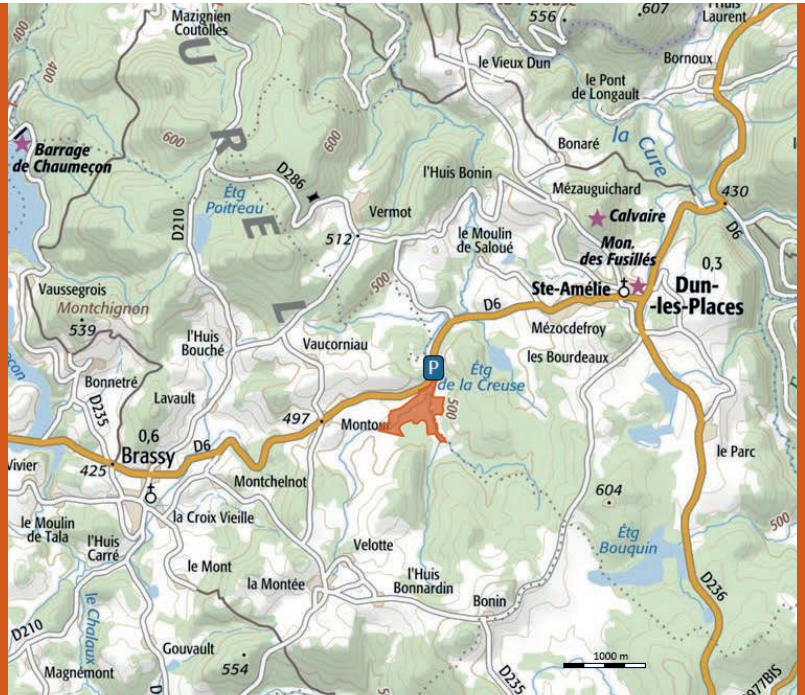 Mazignien
Coutolles
556
607
Laurent
400
400
le Vieux Dun
Bornoux
le Pont
de Longault
600
600
Bonaré
la Cure
Barrage
de Chaumeçon
U
R
E
L
D286
l'Huis Bonin
Mézauguichard
430
Étg
Poitreau
D210
Vermot
Calvaire
D6
512
le Moulin
de Saloué
Mon.
des Fusillés
0,3
Vaussegrois
Montchignon
539
500
Ste-Amélie
Dun-
-les-Places
D6
l'Huis
Bouché
Vaucorniau
Mézocdefroy
P
Étg
de la Creuse
les Bourdeaux
Bonnetré
Lavault
D235
500
497
Montour
0,6
Brassy
D6
425
Vivier
le Parc
Montchelnot
604
500
le Moulin
de Tala
la Croix Vieille
l'Huis
Carré
Velotte
Étg
Bouquin
le Mont
l'Huis
Bonnardin
la Montée
Bonin
D236
le Chalaux
D210
Gouvault
554
1000 m
Magnémont
D235
977BIS